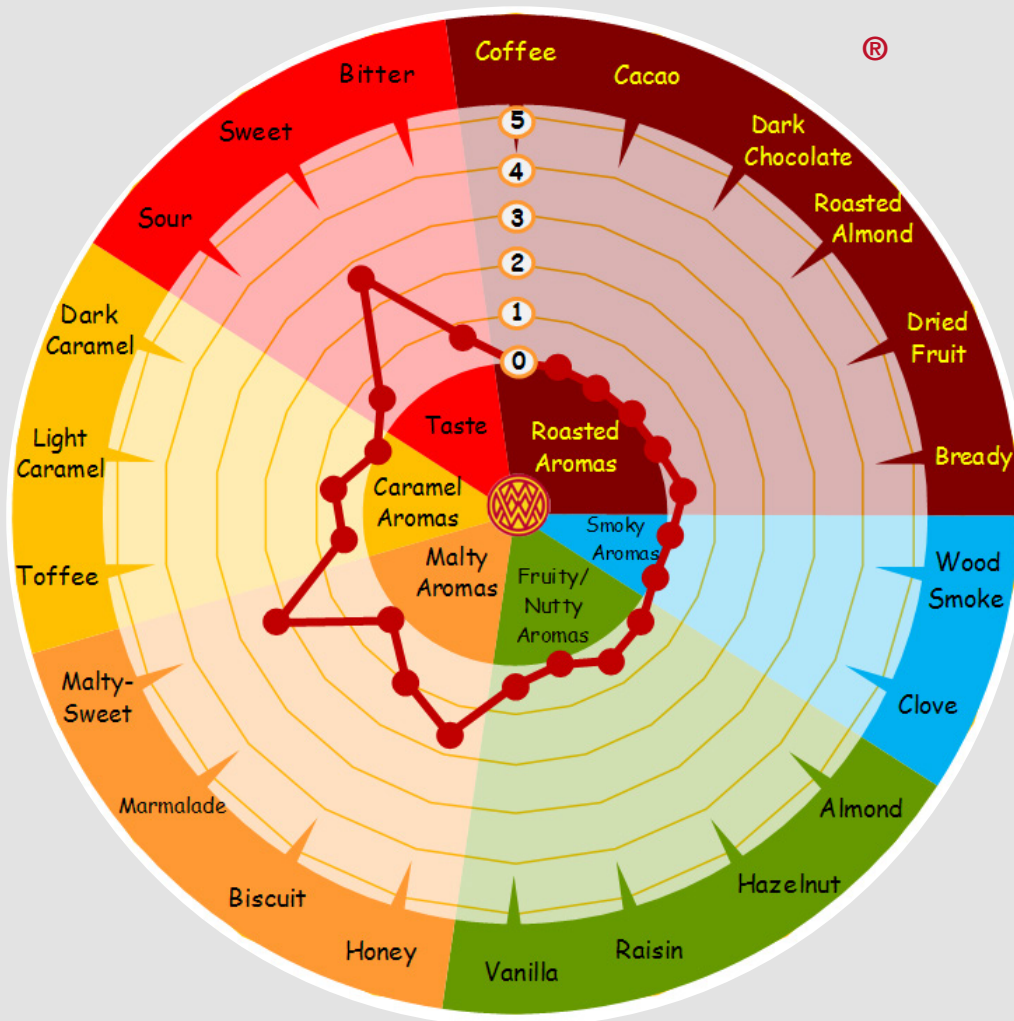 ®
Coffee
Cacao
Dark
Chocolate
Roasted
Almond
Dried
Fruit
Bready
Wood
Smoke
Clove
Almond
Hazelnut
Raisin
Vanilla
Honey
Biscuit
Marmalade
Malty-
Sweet
Toffee
Light
Caramel
Dark
Caramel
Sour
Sweet
Bitter
5
4
3
2
1
0
Taste
Roasted
Aromas
Caramel
Aromas
Smoky
Aromas
Malty
Aromas
Fruity/
Nutty
Aromas